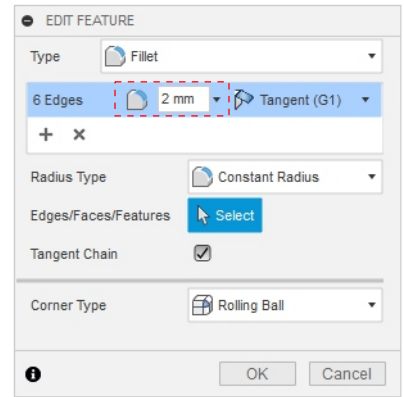 EDIT FEATURE
Type Fillet
6 Edges 2 mm Tangent (G1)
Radius Type Constant Radius
Edges/Faces/Features Select
Tangent Chain
Corner Type Rolling Ball
OK Cancel